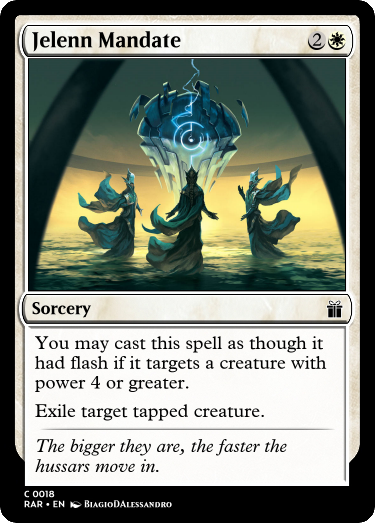 Jelenn Mandate 2
Sorcery
You may cast this spell as though it
had flash if it targets a creature with
power 4 or greater.
Exile target tapped creature.
The bigger they are, the faster the
hussars move in.
C 0018
RAR • EN BiagioDAlessandro